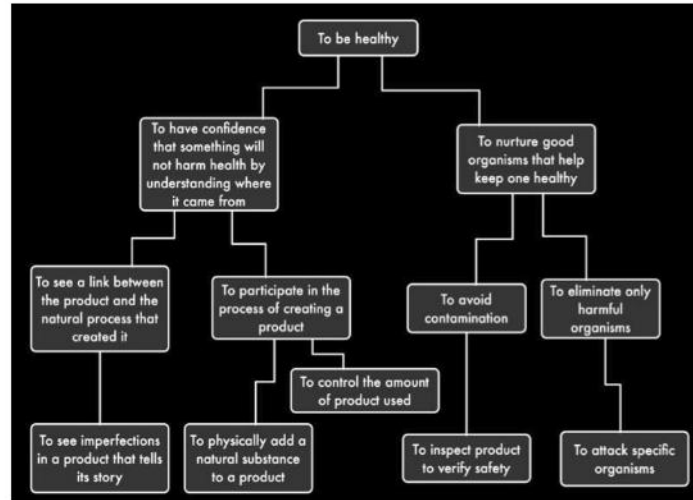 To be healthy
To have confidence
that something will
not harm health by
understanding where
it came from
To nurture good
organisms that help
keep one healthy
To see a link between
the product and the
natural process that
created it
To participate in the
process of creating a
product
To avoid
contamination
To eliminate only
harmful
organisms
To control the amount
of product used
To see imperfections
in a product that tells
its story
To physically add a
natural substance
to a product
To inspect product
to verify safety
To attack specific
organisms